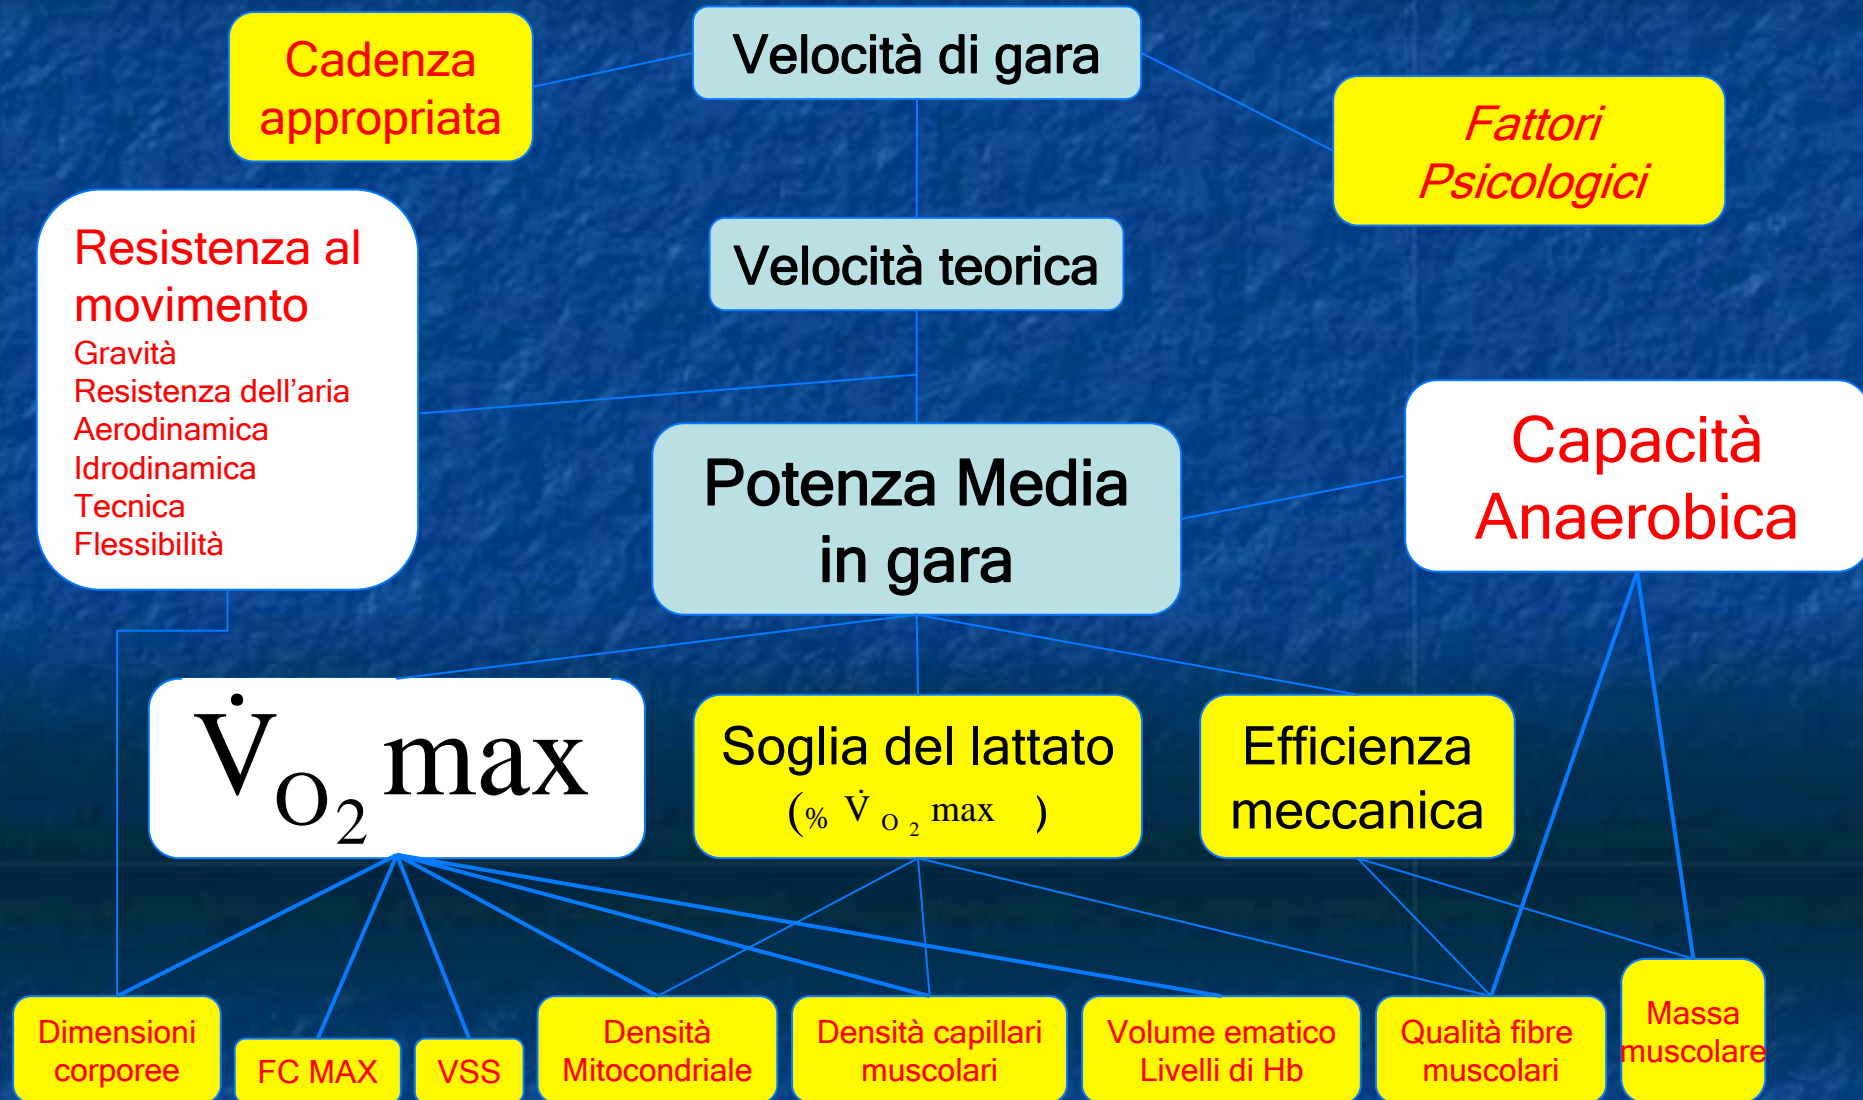 Cadenza
appropriata
Velocità di gara
Fattori
Psicologici
Velocità teorica
Resistenza al
movimento
Gravità
Resistenza dell’aria
Aerodinamica
Idrodinamica
Tecnica
Flessibilità
Potenza Media
in gara
Capacità
Anaerobica
V̇O₂ max
Soglia del lattato
(% V̇O₂ max )
Efficienza
meccanica
Dimensioni
corporee
FC MAX
VSS
Densità
Mitocondriale
Densità capillari
muscolari
Volume ematico
Livelli di Hb
Qualità fibre
muscolari
Massa
muscolare